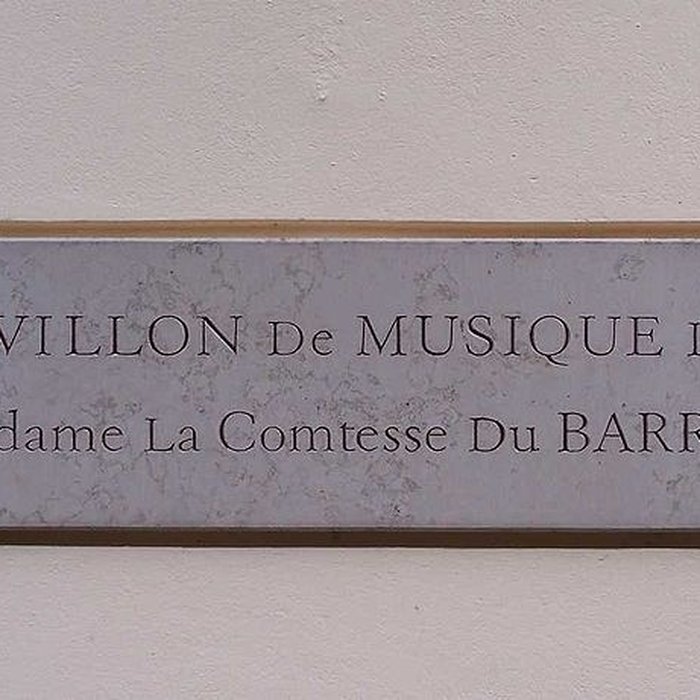 VILLON De MUSIQUE
dame La Comtesse Du BARR